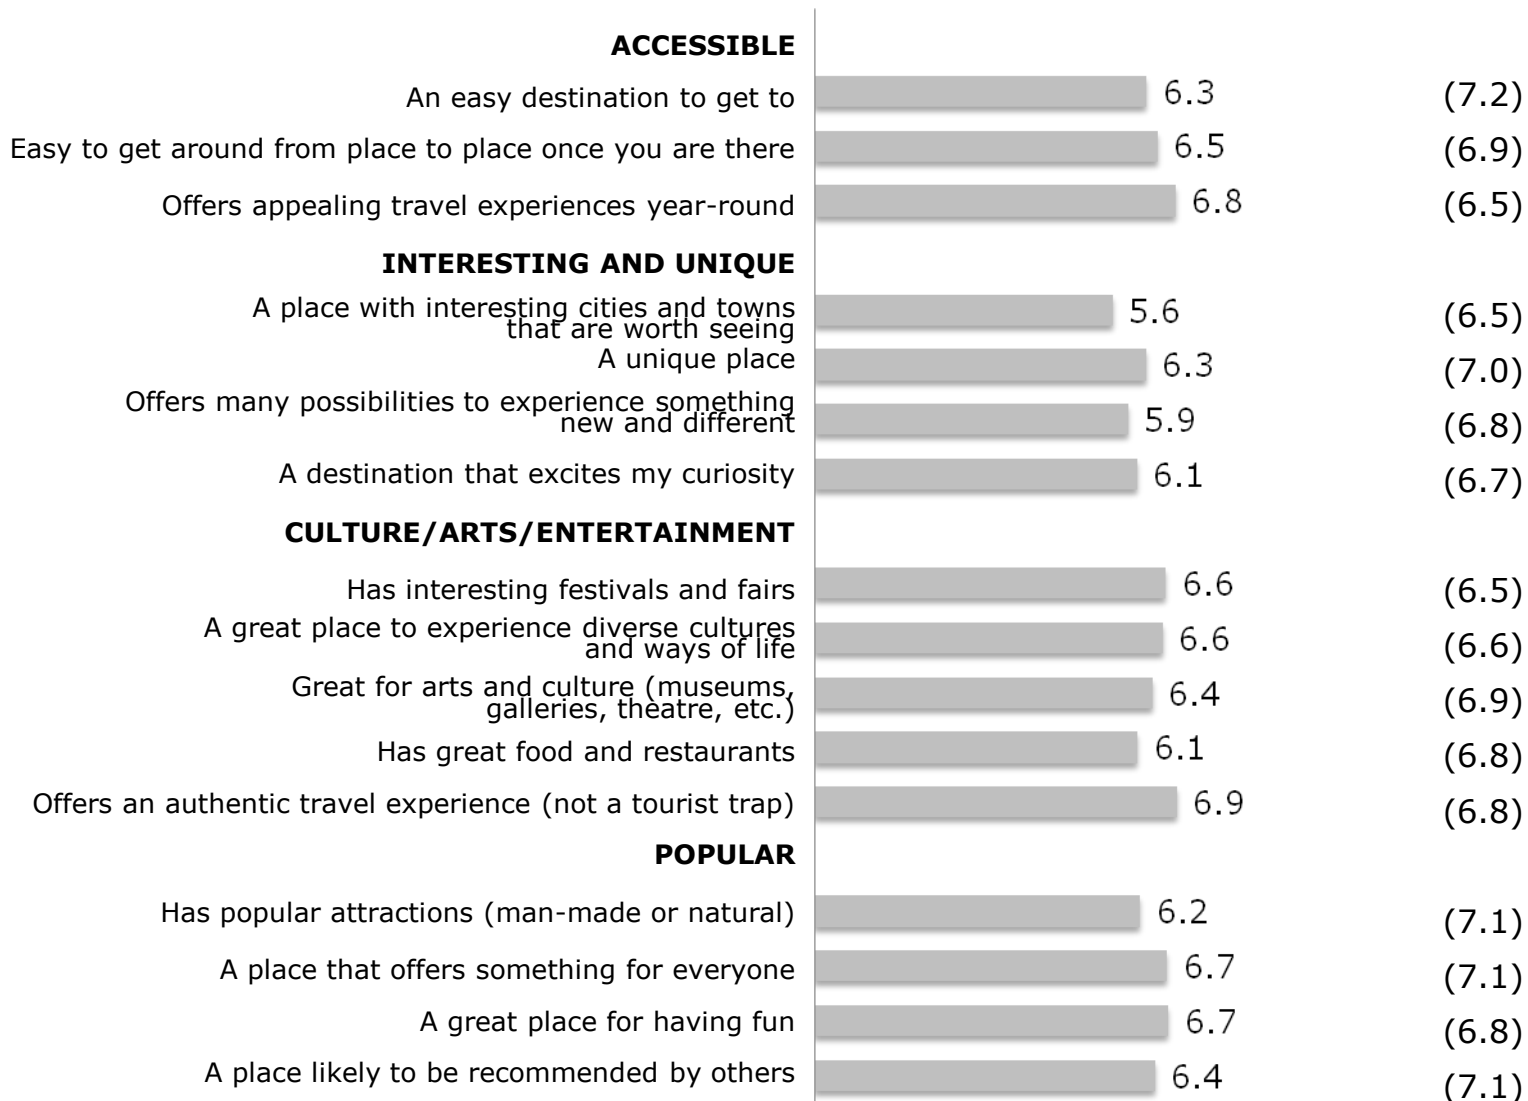 ACCESSIBLE
An easy destination to get to 6.3 (7.2)
Easy to get around from place to place once you are there 6.5 (6.9)
Offers appealing travel experiences year-round 6.8 (6.5)
INTERESTING AND UNIQUE
A place with interesting cities and towns
that are worth seeing 5.6 (6.5)
A unique place 6.3 (7.0)
Offers many possibilities to experience something
new and different 5.9 (6.8)
A destination that excites my curiosity 6.1 (6.7)
CULTURE/ARTS/ENTERTAINMENT
Has interesting festivals and fairs 6.6 (6.5)
A great place to experience diverse cultures
and ways of life 6.6 (6.6)
Great for arts and culture (museums,
galleries, theatre, etc.) 6.4 (6.9)
Has great food and restaurants 6.1 (6.8)
Offers an authentic travel experience (not a tourist trap) 6.9 (6.8)
POPULAR
Has popular attractions (man-made or natural) 6.2 (7.1)
A place that offers something for everyone 6.7 (7.1)
A great place for having fun 6.7 (6.8)
A place likely to be recommended by others 6.4 (7.1)